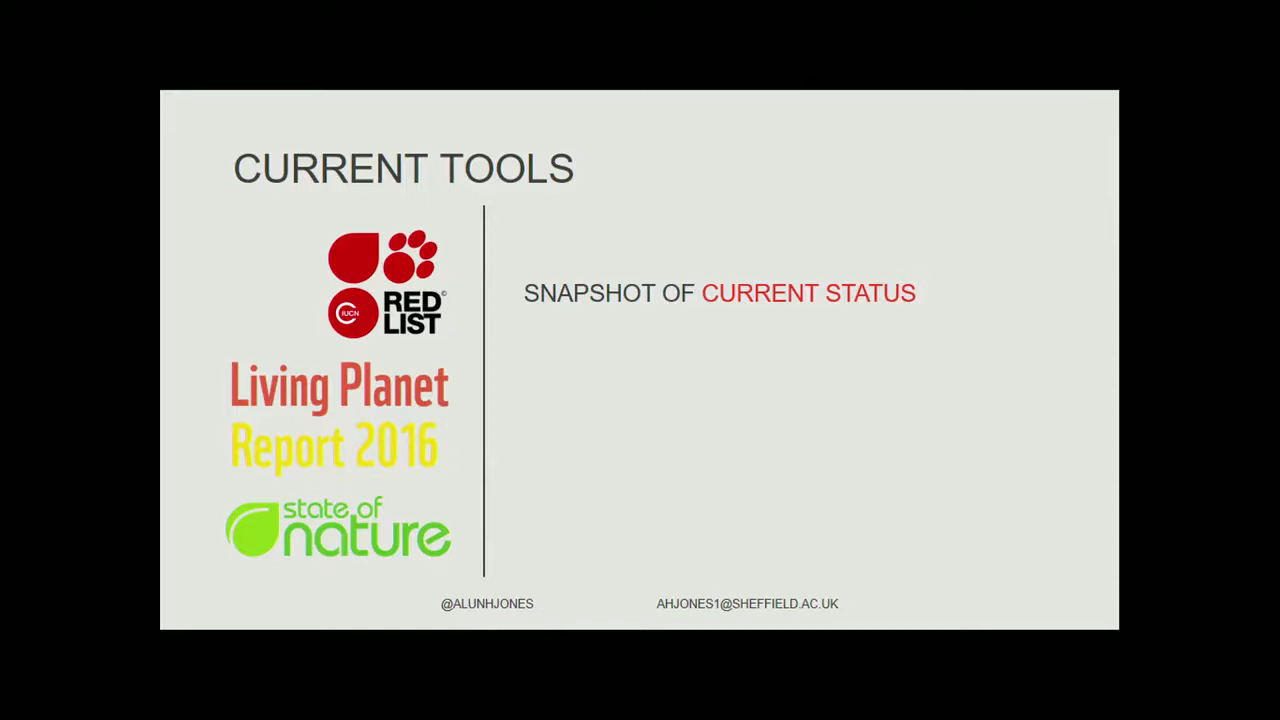 CURRENT TOOLS
IUCN
RED
LIST
©
Living Planet
Report 2016
state of
nature
SNAPSHOT OF CURRENT STATUS
@ALUNHJONES
AHJONES1@SHEFFIELD.AC.UK